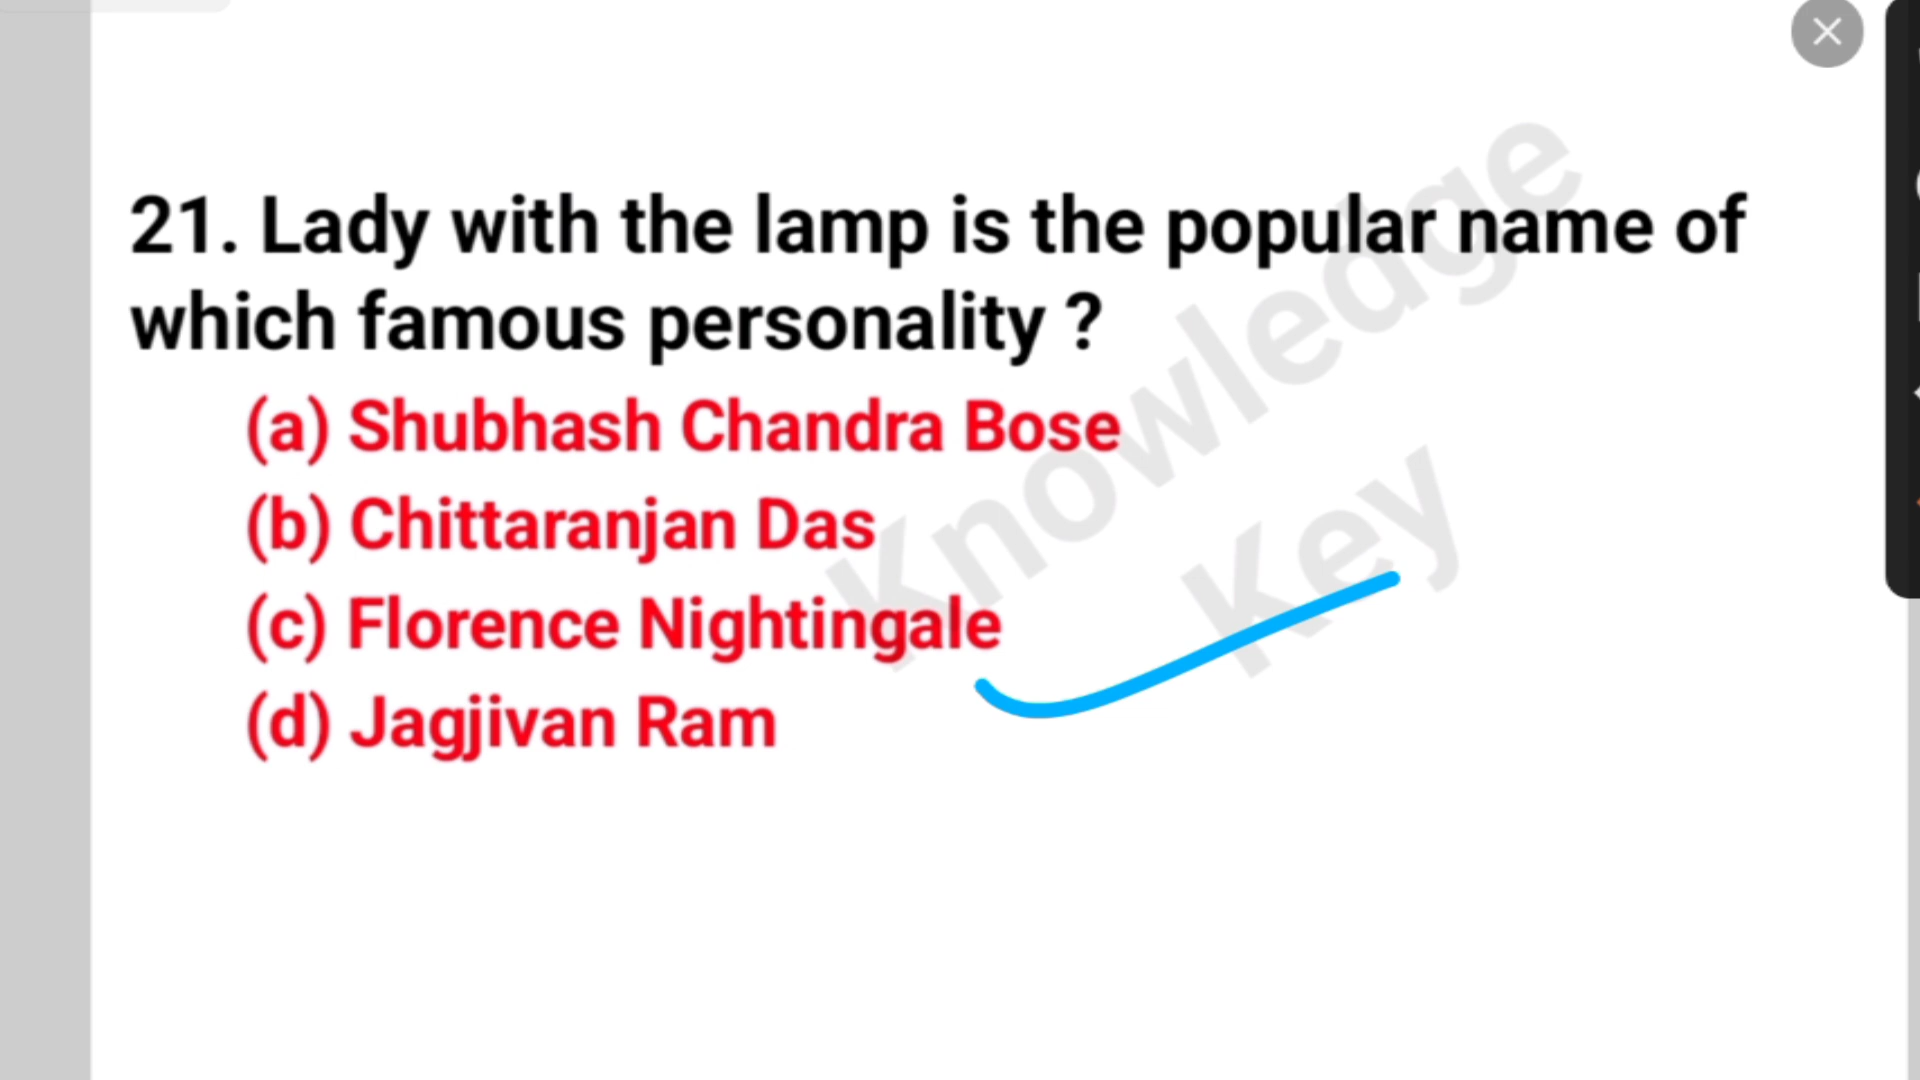 21. Lady with the lamp is the popular name of
which famous personality ?
(a) Shubhash Chandra Bose
(b) Chittaranjan Das
(c) Florence Nightingale
(d) Jagjivan Ram
Knowledge
Key